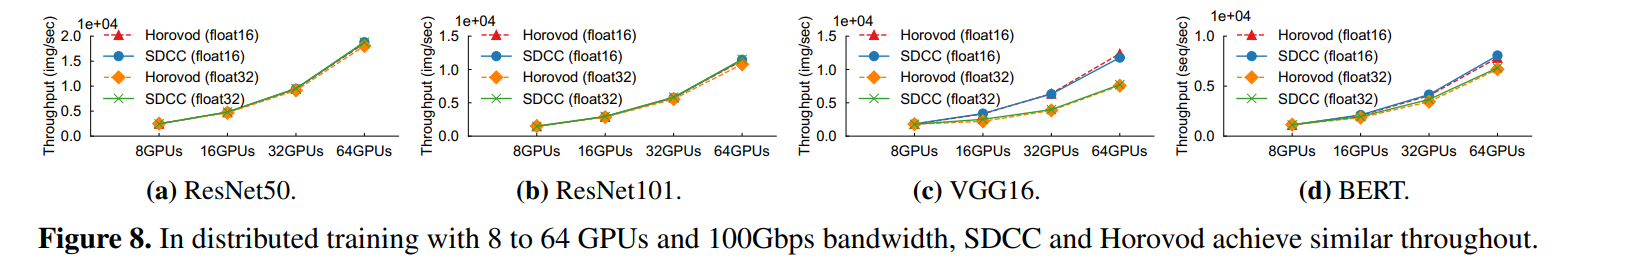 1e+04
Throughput (img/sec)
2.0
1.5
1.0
0.5
0.0
Horovod (float16)
SDCC (float16)
Horovod (float32)
SDCC (float32)
8GPUs 16GPUs 32GPUs 64GPUs
(a) ResNet50.
1e+04
Throughput (img/sec)
1.5
1.0
0.5
0.0
Horovod (float16)
SDCC (float16)
Horovod (float32)
SDCC (float32)
8GPUs 16GPUs 32GPUs 64GPUs
(b) ResNet101.
1e+04
Throughput (img/sec)
1.5
1.0
0.5
0.0
Horovod (float16)
SDCC (float16)
Horovod (float32)
SDCC (float32)
8GPUs 16GPUs 32GPUs 64GPUs
(c) VGG16.
1e+04
Throughput (seq/sec)
1.0
0.5
0.0
Horovod (float16)
SDCC (float16)
Horovod (float32)
SDCC (float32)
8GPUs 16GPUs 32GPUs 64GPUs
(d) BERT.
Figure 8. In distributed training with 8 to 64 GPUs and 100Gbps bandwidth, SDCC and Horovod achieve similar throughout.